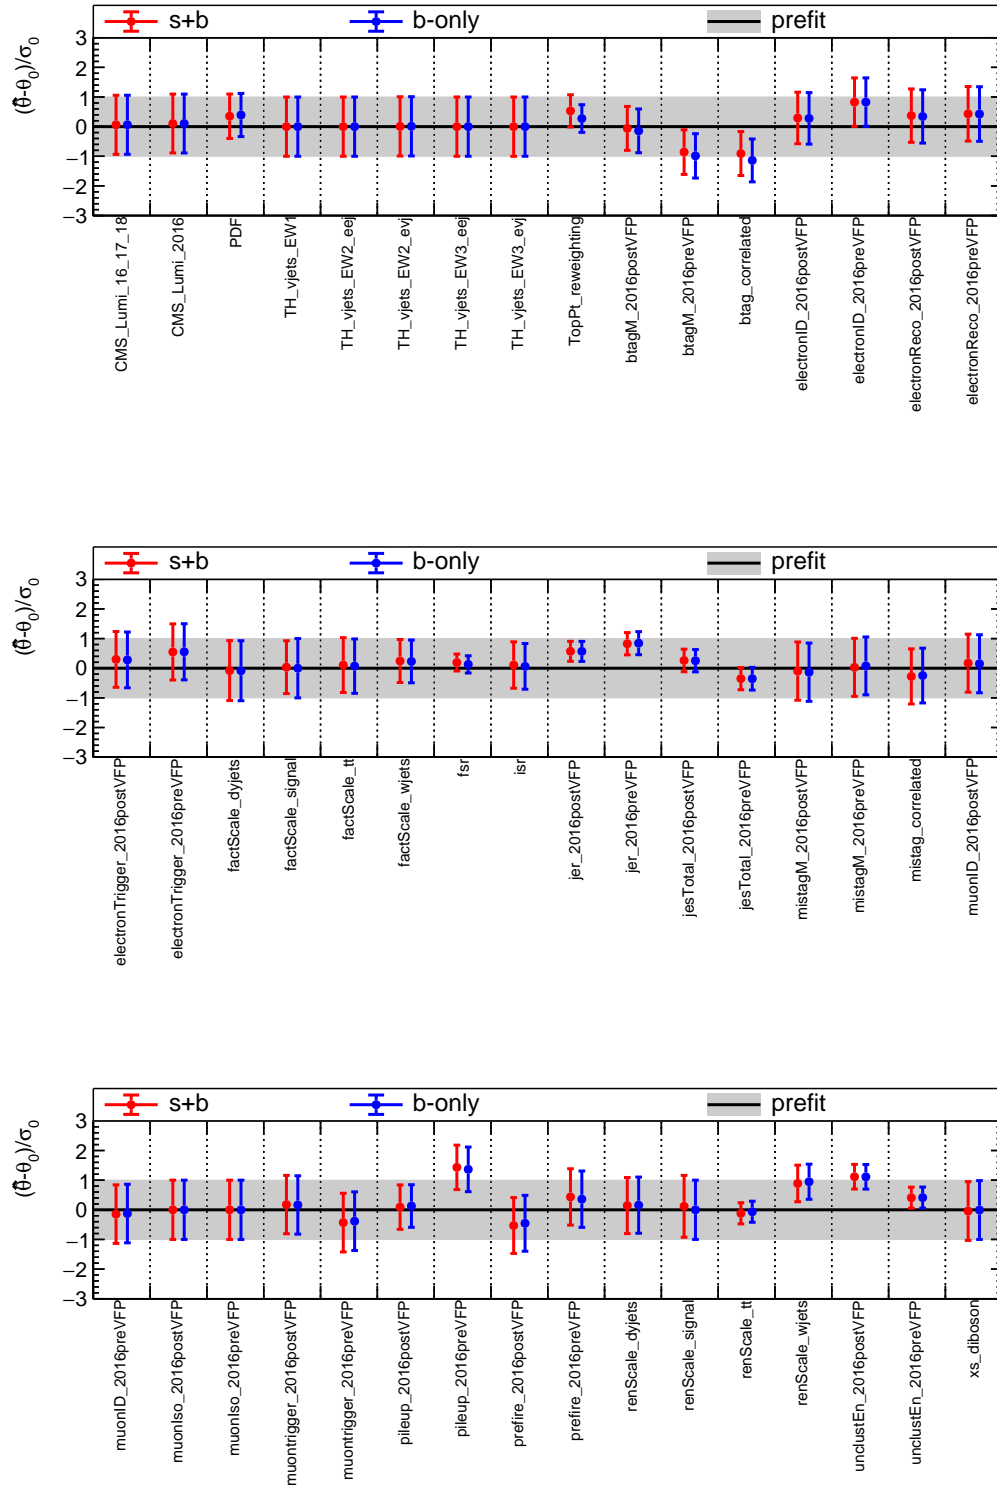 s+b b-only prefit
(θ̂-θ₀)/σ₀
3
2
1
0
−1
−2
−3
CMS_Lumi_16_17_18
CMS_Lumi_2016
PDF
TH_vjets_EW1
TH_vjets_EW2_eej
TH_vjets_EW2_evj
TH_vjets_EW3_eej
TH_vjets_EW3_evj
TopPt_reweighting
btagM_2016postVFP
btagM_2016preVFP
btag_correlated
electronID_2016postVFP
electronID_2016preVFP
electronReco_2016postVFP
electronReco_2016preVFP
s+b b-only prefit
(θ̂-θ₀)/σ₀
3
2
1
0
−1
−2
−3
electronTrigger_2016postVFP
electronTrigger_2016preVFP
factScale_dyjets
factScale_signal
factScale_tt
factScale_wjets
fsr
isr
jer_2016postVFP
jer_2016preVFP
jesTotal_2016postVFP
jesTotal_2016preVFP
mistagM_2016postVFP
mistagM_2016preVFP
mistag_correlated
muonID_2016postVFP
s+b b-only prefit
(θ̂-θ₀)/σ₀
3
2
1
0
−1
−2
−3
muonID_2016preVFP
muonIso_2016postVFP
muonIso_2016preVFP
muontrigger_2016postVFP
muontrigger_2016preVFP
pileup_2016postVFP
pileup_2016preVFP
prefire_2016postVFP
prefire_2016preVFP
renScale_dyjets
renScale_signal
renScale_tt
renScale_wjets
unclustEn_2016postVFP
unclustEn_2016preVFP
xs_diboson